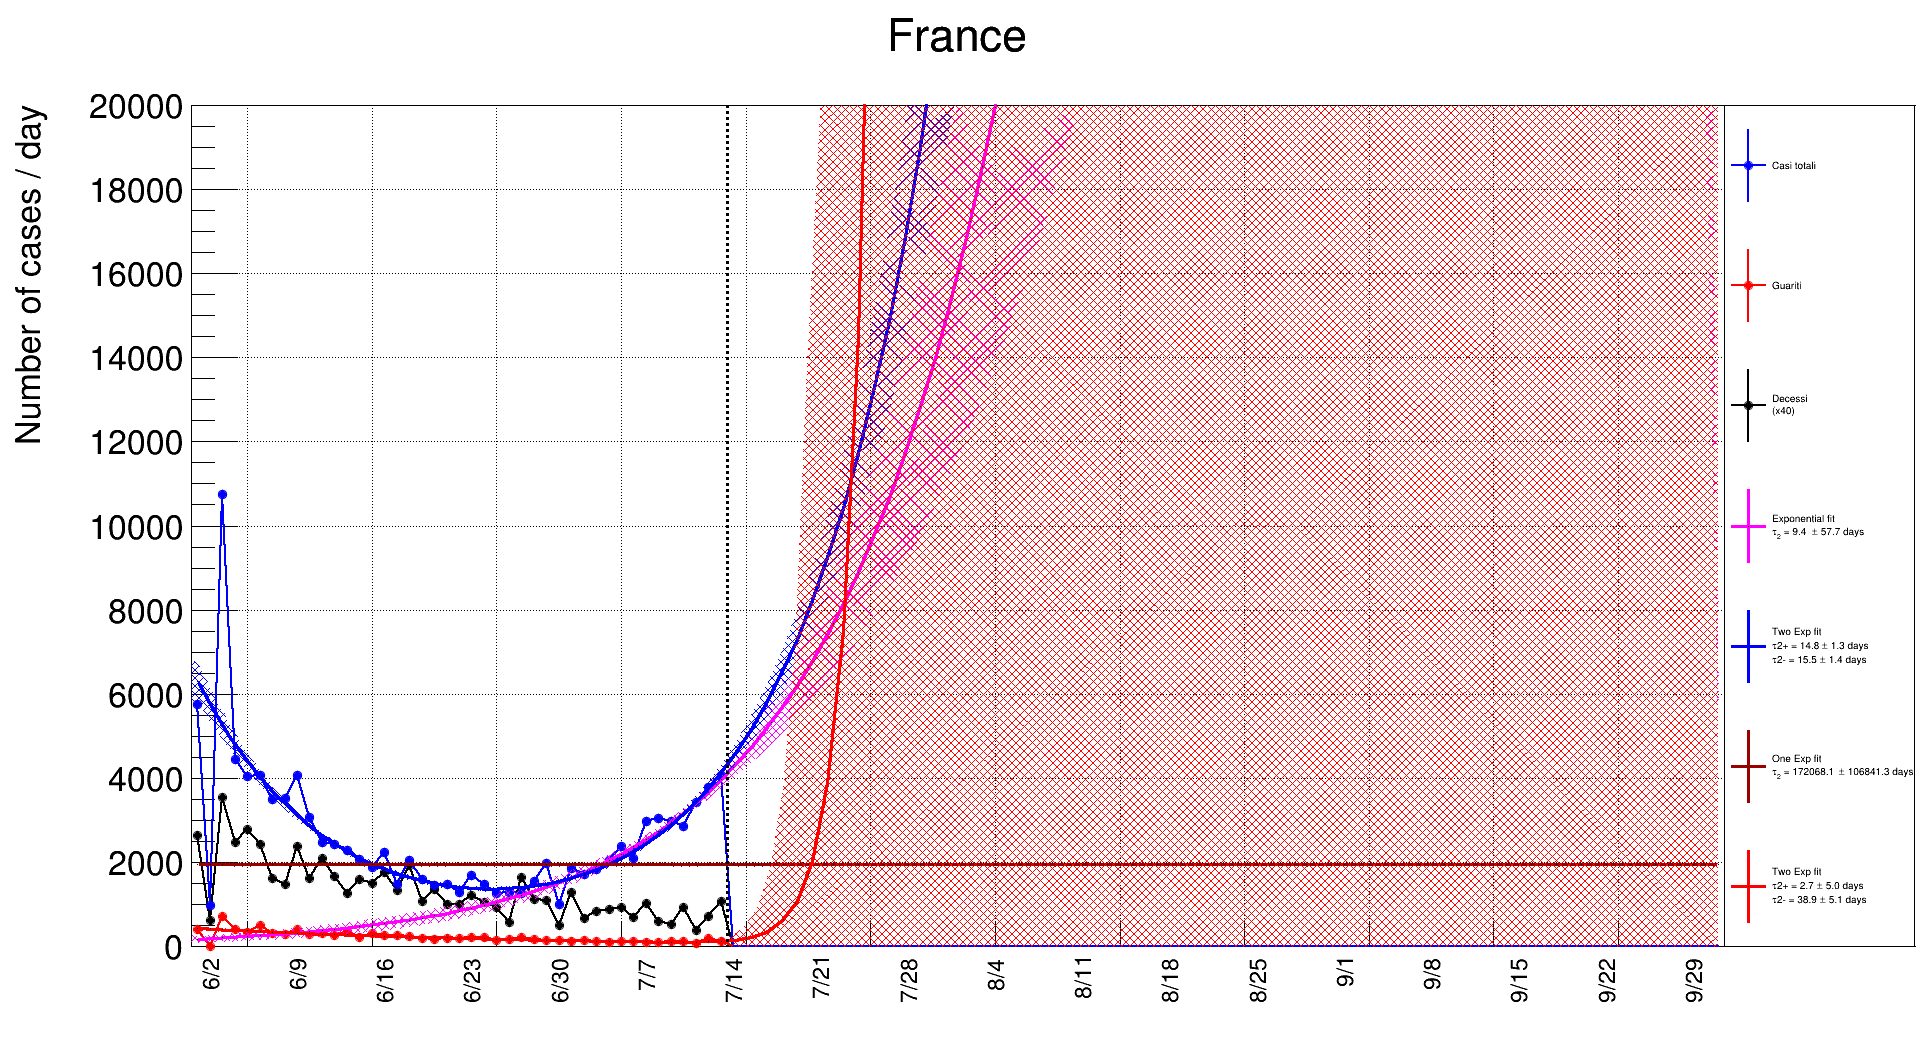 France
Number of cases / day
20000
18000
16000
14000
12000
10000
8000
6000
4000
2000
0
6/2
6/9
6/16
6/23
6/30
7/7
7/14
7/21
7/28
8/4
8/11
8/18
8/25
9/1
9/8
9/15
9/22
9/29
Casi totali
Guariti
Decessi
(x40)
Exponential fit
τ2 = 9.4 ± 57.7 days
Two Exp fit
τ2+ = 14.8 ± 1.3 days
τ2- = 15.5 ± 1.4 days
One Exp fit
τ2 = 172068.1 ± 106841.3 days
Two Exp fit
τ2+ = 2.7 ± 5.0 days
τ2- = 38.9 ± 5.1 days